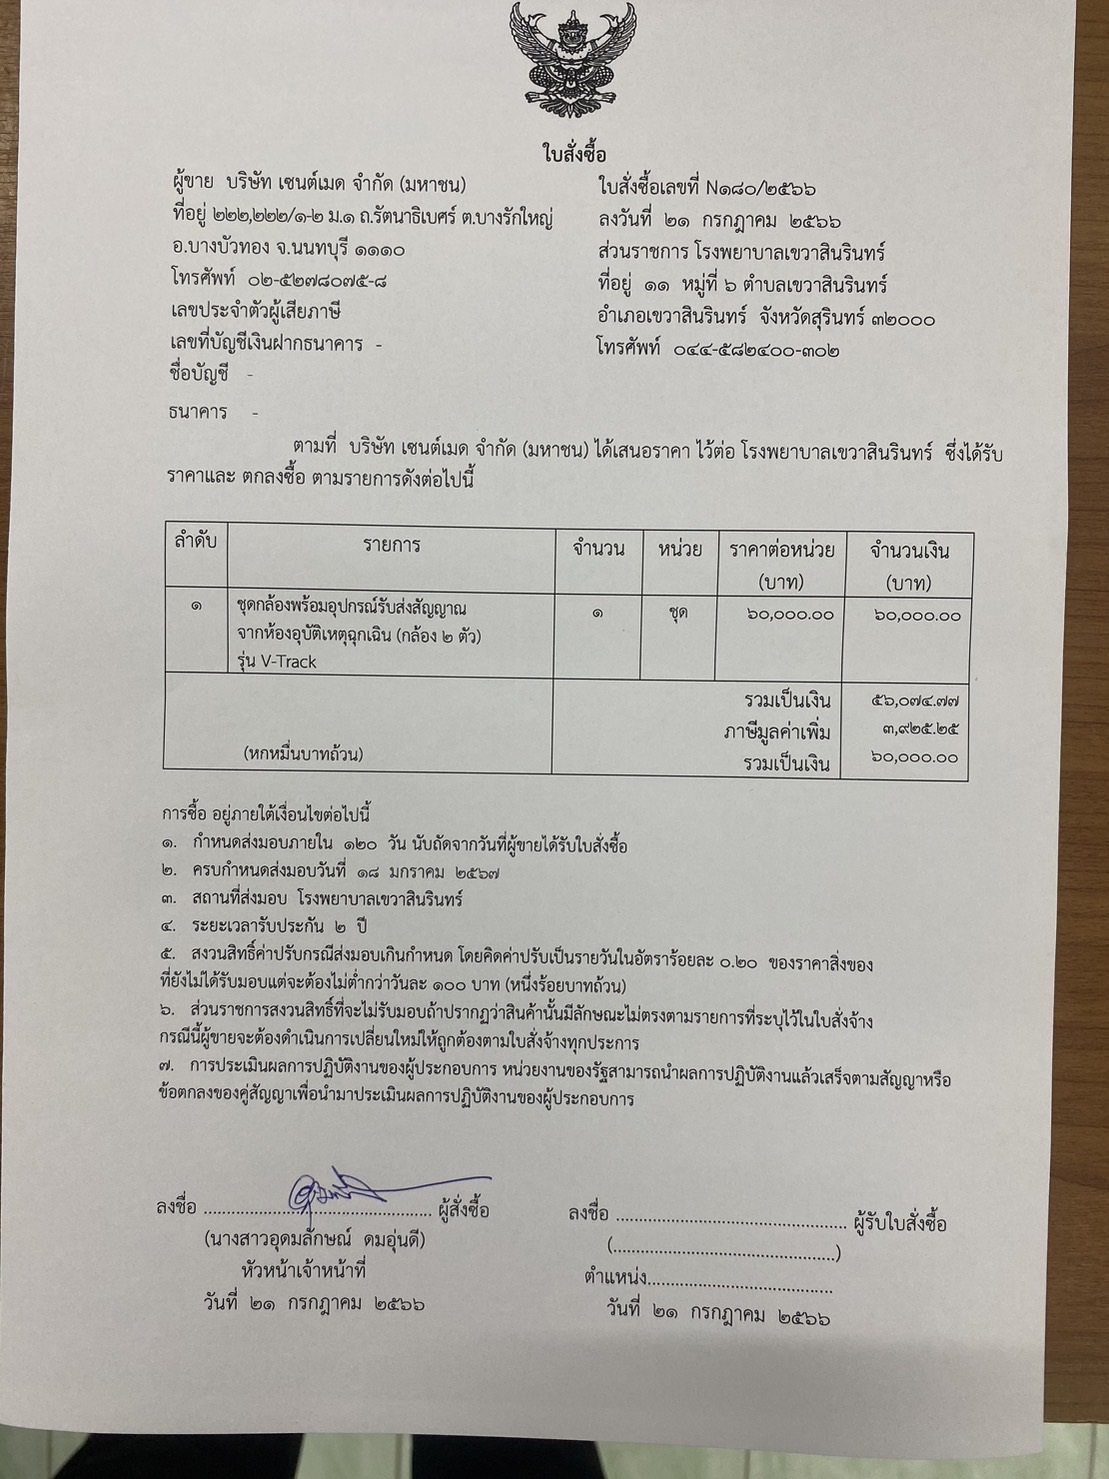 ใบสั่งซื้อ
ผู้ขาย บริษัท เซนต์เมด จำกัด (มหาชน)
ที่อยู่ ๒๒๒,๒๒๒/๑-๒ ม.๑ ถ.รัตนาธิเบศร์ ต.บางรักใหญ่
อ.บางบัวทอง จ.นนทบุรี ๑๑๑๐
โทรศัพท์ ๐๒-๕๒๗๘๐๗๕-๘
เลขประจำตัวผู้เสียภาษี
เลขที่บัญชีเงินฝากธนาคาร -
ชื่อบัญชี -
ธนาคาร -
ใบสั่งซื้อเลขที่ N๑๘๐/๒๕๖๖
ลงวันที่ ๒๑ กรกฎาคม ๒๕๖๖
ส่วนราชการ โรงพยาบาลเขวาสินรินทร์
ที่อยู่ ๑๑ หมู่ที่ ๖ ตำบลเขวาสินรินทร์
อำเภอเขวาสินรินทร์ จังหวัดสุรินทร์ ๓๒๐๐๐
โทรศัพท์ ๐๔๔-๕๘๒๔๐๐-๓๐๒
ตามที่ บริษัท เซนต์เมด จำกัด (มหาชน) ได้เสนอราคา ไว้ต่อ โรงพยาบาลเขวาสินรินทร์ ซึ่งได้รับ
ราคาและ ตกลงซื้อ ตามรายการดังต่อไปนี้
ลำดับ รายการ จำนวน หน่วย ราคาต่อหน่วย จำนวนเงิน
(บาท) (บาท)
๑ ชุดกล้องพร้อมอุปกรณ์รับส่งสัญญาณ ๑ ชุด ๖๐,๐๐๐.๐๐ ๖๐,๐๐๐.๐๐
จากห้องอุบัติเหตุฉุกเฉิน (กล้อง ๒ ตัว)
รุ่น V-Track
รวมเป็นเงิน ๕๖,๐๗๔.๗๗
ภาษีมูลค่าเพิ่ม ๓,๙๒๕.๒๕
(หกหมื่นบาทถ้วน) รวมเป็นเงิน ๖๐,๐๐๐.๐๐
การซื้อ อยู่ภายใต้เงื่อนไขต่อไปนี้
๑. กำหนดส่งมอบภายใน ๑๒๐ วัน นับถัดจากวันที่ผู้ขายได้รับใบสั่งซื้อ
๒. ครบกำหนดส่งมอบวันที่ ๑๘ มกราคม ๒๕๖๗
๓. สถานที่ส่งมอบ โรงพยาบาลเขวาสินรินทร์
๔. ระยะเวลารับประกัน ๒ ปี
๕. สงวนสิทธิ์ค่าปรับกรณีส่งมอบเกินกำหนด โดยคิดค่าปรับเป็นรายวันในอัตราร้อยละ ๐.๒๐ ของราคาสิ่งของ
ที่ยังไม่ได้รับมอบแต่จะต้องไม่ต่ำกว่าวันละ ๑๐๐ บาท (หนึ่งร้อยบาทถ้วน)
๖. ส่วนราชการสงวนสิทธิ์ที่จะไม่รับมอบถ้าปรากฏว่าสินค้านั้นมีลักษณะไม่ตรงตามรายการที่ระบุไว้ในใบสั่งจ้าง
กรณีนี้ผู้ขายจะต้องดำเนินการเปลี่ยนใหม่ให้ถูกต้องตามใบสั่งจ้างทุกประการ
๗. การประเมินผลการปฏิบัติงานของผู้ประกอบการ หน่วยงานของรัฐสามารถนำผลการปฏิบัติงานแล้วเสร็จตามสัญญาหรือ
ข้อตกลงของคู่สัญญาเพื่อนำมาประเมินผลการปฏิบัติงานของผู้ประกอบการ
ลงชื่อ ........................................ ผู้สั่งซื้อ
(นางสาวอุดมลักษณ์ ดมอุ่นดี)
หัวหน้าเจ้าหน้าที่
วันที่ ๒๑ กรกฎาคม ๒๕๖๖
ลงชื่อ ........................................ ผู้รับใบสั่งซื้อ
(........................................)
ตำแหน่ง........................................
วันที่ ๒๑ กรกฎาคม ๒๕๖๖